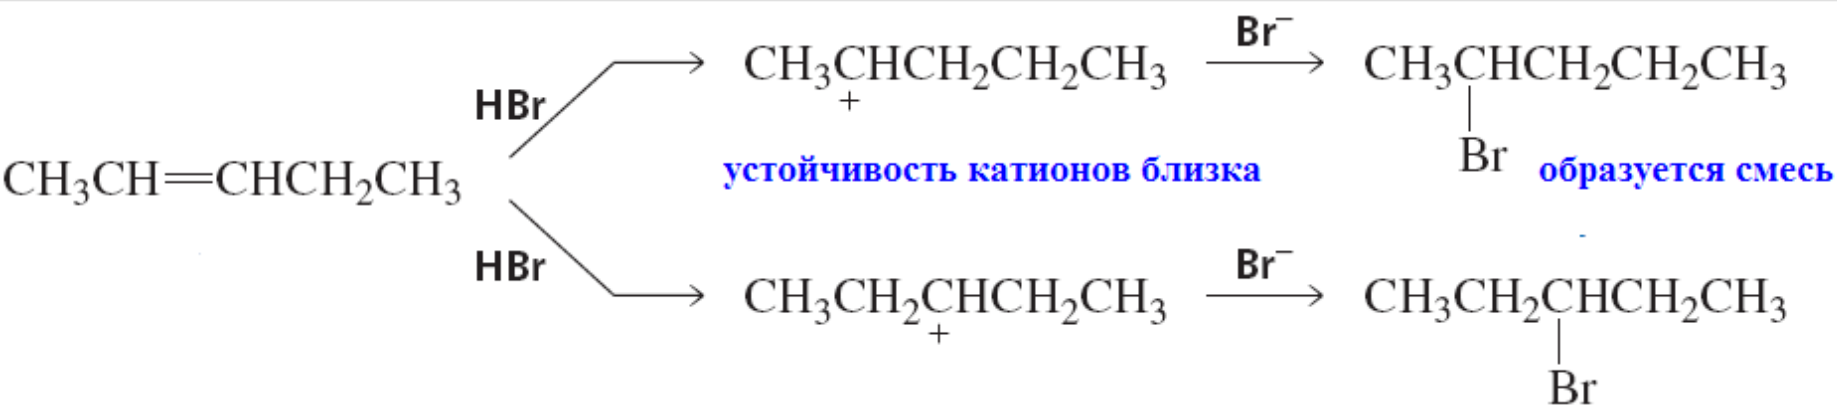 HBr CH₃CHCH₂CH₂CH₃ Br⁻ CH₃CHCH₂CH₂CH₃
+
Br
CH₃CH=CHCH₂CH₃ устойчивость катионов близка образуется смесь
HBr CH₃CH₂CHCH₂CH₃ Br⁻ CH₃CH₂CHCH₂CH₃
+
Br